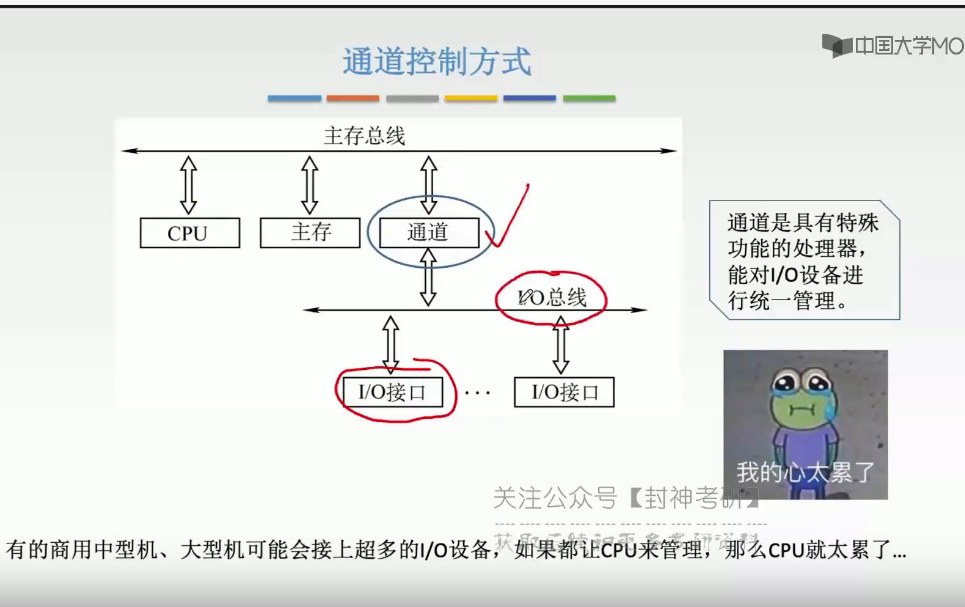 中国大学MO
通道控制方式
主存总线
CPU
主存
通道
I/O总线
I/O接口
···
I/O接口
通道是具有特殊
功能的处理器，
能对I/O设备进
行统一管理。
我的心太累了
关注公众号【封神考研】
有的商用中型机、大型机可能会接上超多的I/O设备，如果都让CPU来管理，那么CPU就太累了...